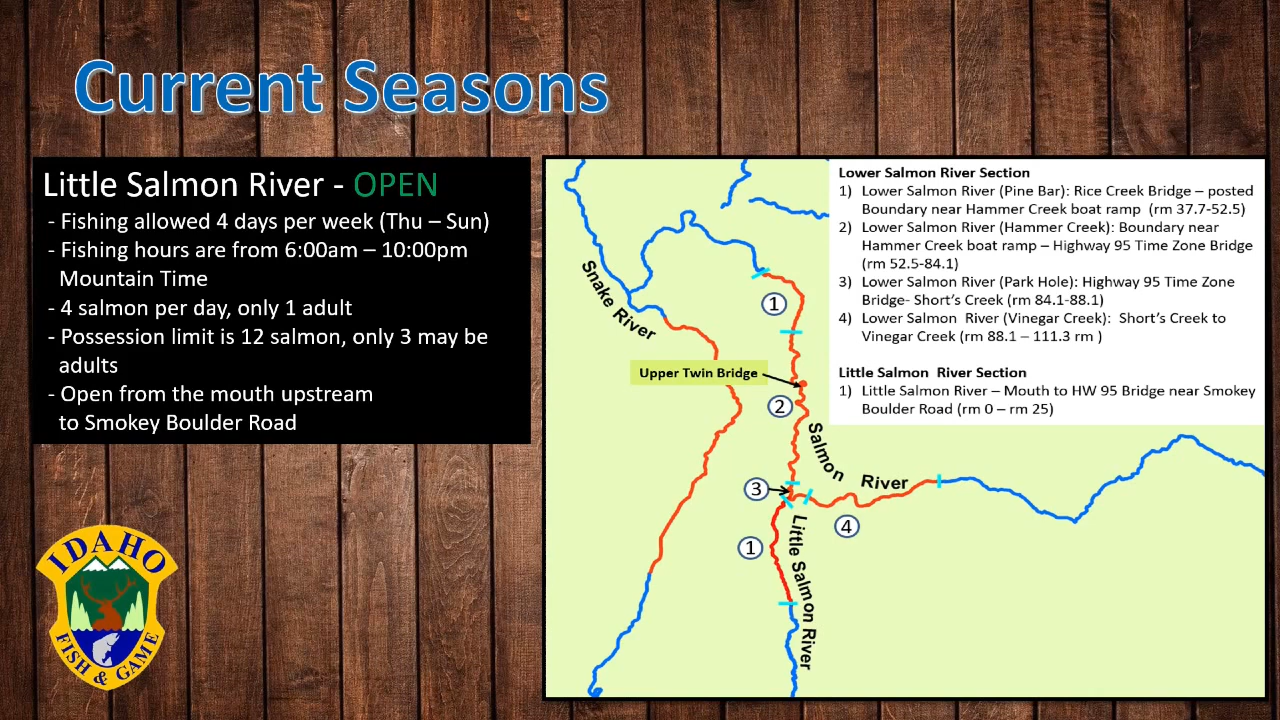 Current Seasons
Little Salmon River - OPEN
- Fishing allowed 4 days per week (Thu – Sun)
- Fishing hours are from 6:00am – 10:00pm
Mountain Time
- 4 salmon per day, only 1 adult
- Possession limit is 12 salmon, only 3 may be
adults
- Open from the mouth upstream
to Smokey Boulder Road
IDAHO
FISH & GAME
Lower Salmon River Section
1) Lower Salmon River (Pine Bar): Rice Creek Bridge – posted
Boundary near Hammer Creek boat ramp (rm 37.7-52.5)
2) Lower Salmon River (Hammer Creek): Boundary near
Hammer Creek boat ramp – Highway 95 Time Zone Bridge
(rm 52.5-84.1)
3) Lower Salmon River (Park Hole): Highway 95 Time Zone
Bridge- Short's Creek (rm 84.1-88.1)
4) Lower Salmon River (Vinegar Creek): Short's Creek to
Vinegar Creek (rm 88.1 – 111.3 rm )
Little Salmon River Section
1) Little Salmon River – Mouth to HW 95 Bridge near Smokey
Boulder Road (rm 0 – rm 25)
Snake River
1
Upper Twin Bridge
2
Salmon River
3
4
1
Little Salmon River